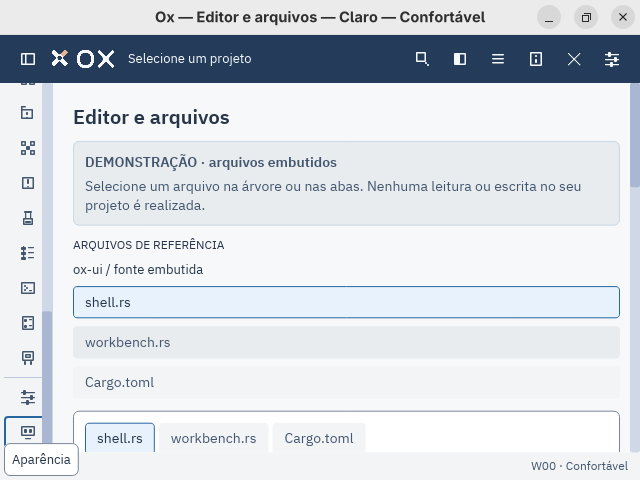 Ox — Editor e arquivos — Claro — Confortável
OX
Selecione um projeto
Editor e arquivos
DEMONSTRAÇÃO · arquivos embutidos
Selecione um arquivo na árvore ou nas abas. Nenhuma leitura ou escrita no seu
projeto é realizada.
ARQUIVOS DE REFERÊNCIA
ox-ui / fonte embutida
shell.rs
workbench.rs
Cargo.toml
shell.rs workbench.rs Cargo.toml
Aparência
W00 · Confortável